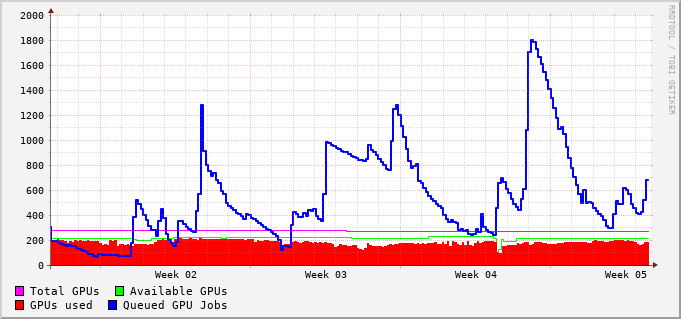 RRDTOOL / TOBI OETIKER
2000
1800
1600
1400
1200
1000
800
600
400
200
0
Week 02 Week 03 Week 04 Week 05
Total GPUs Available GPUs
GPUs used Queued GPU Jobs